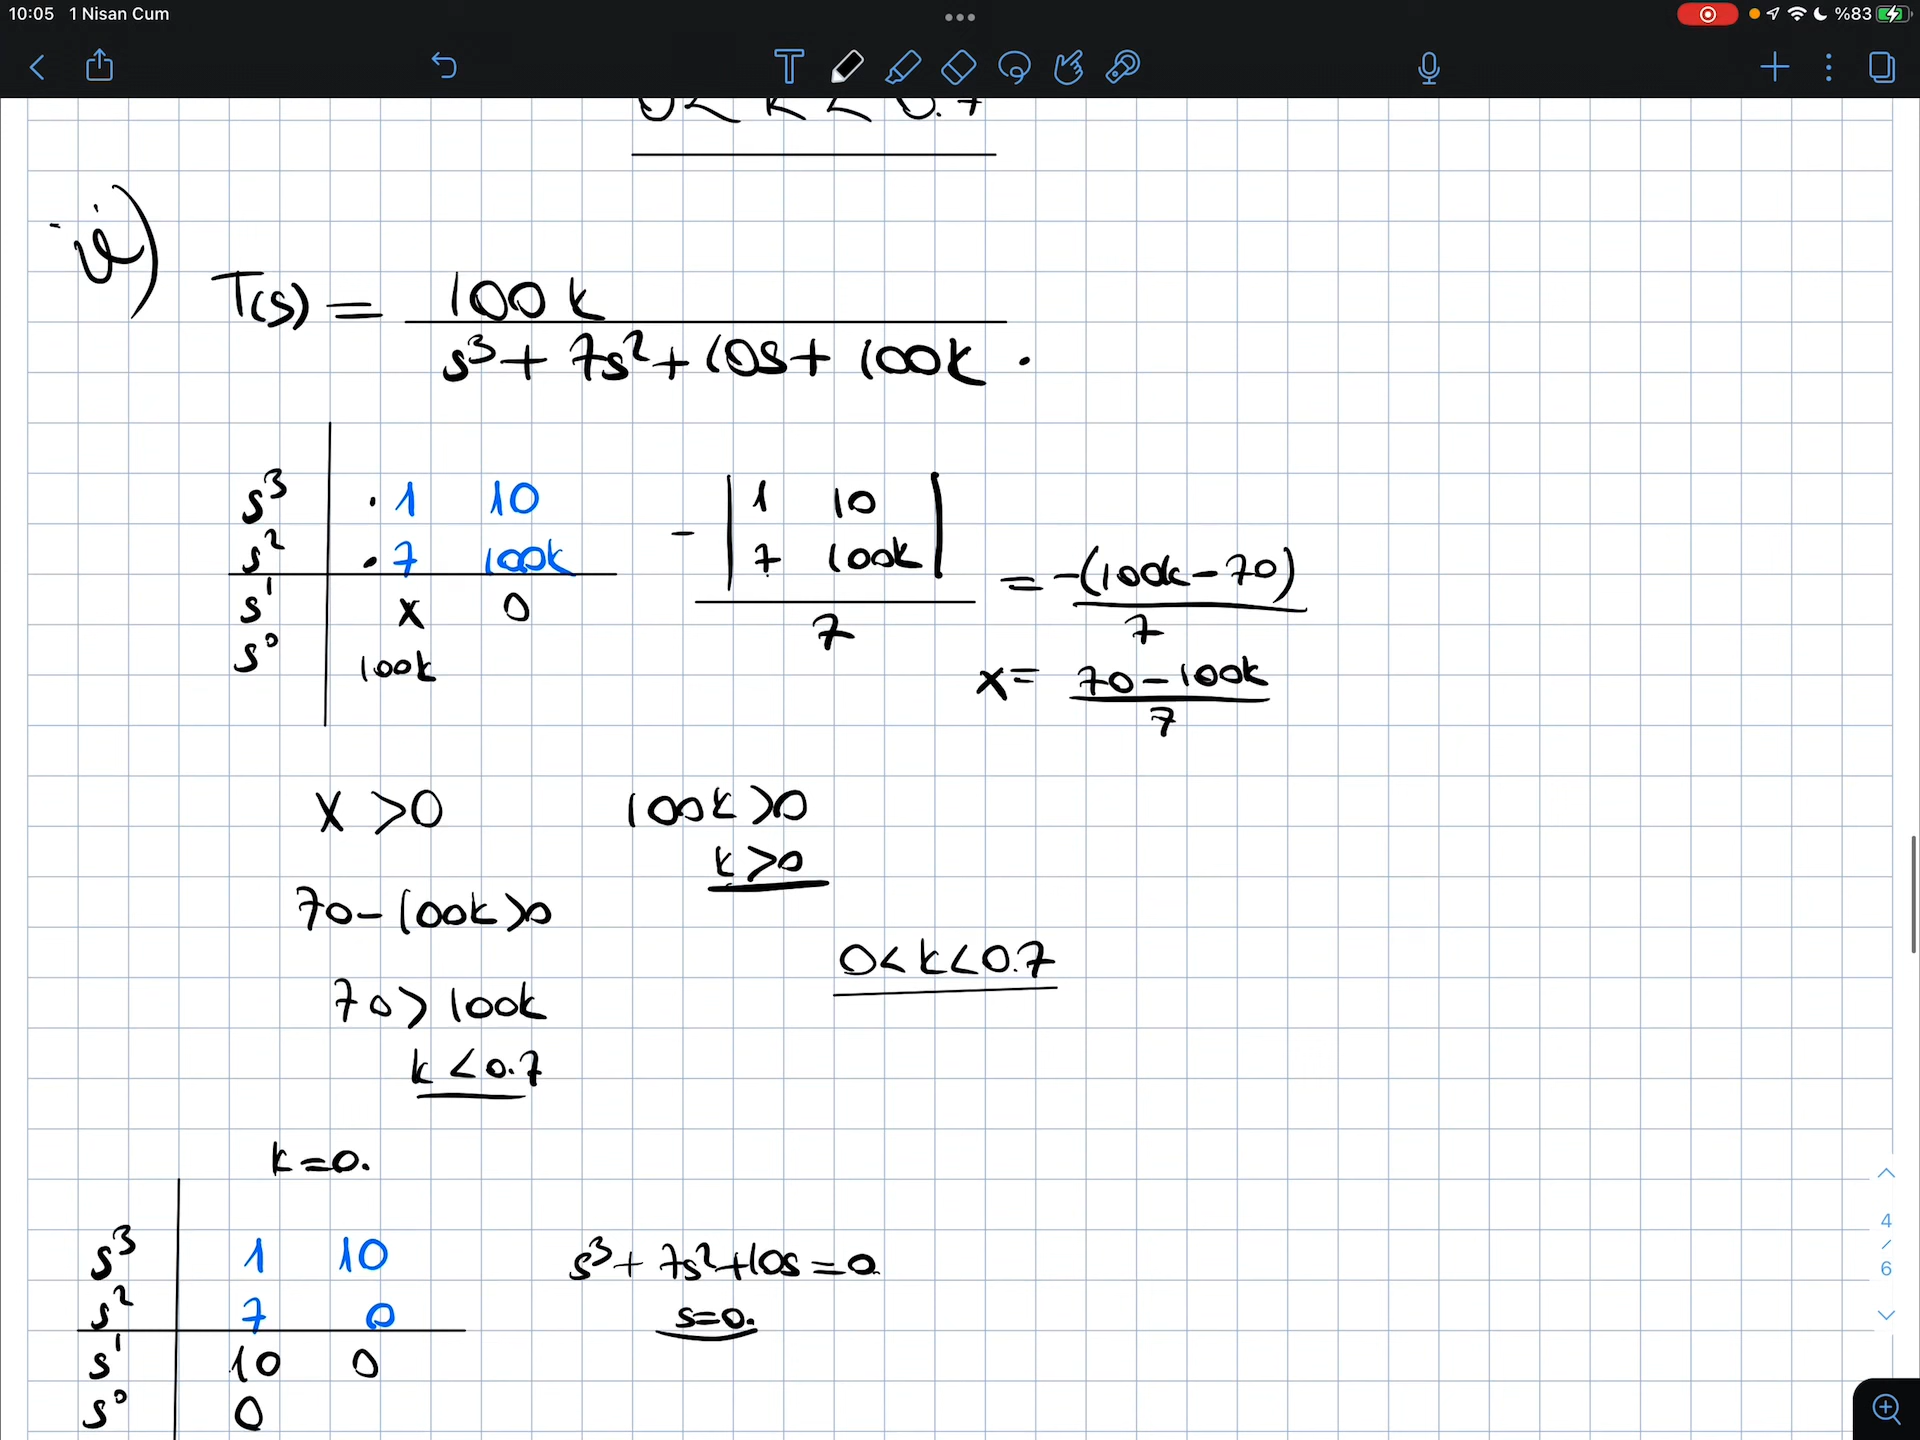 10:05 1 Nisan Cum
%83
0 < k < 0.7
ii)
T(s) = 100k
s³ + 7s² + 10s + 100k .
s³ · 1 10
s² · 7 100k
s¹ x 0
s⁰ 100k
- | 1 10 |
| 7 100k |
7
= -(100k - 70)
7
x = 70 - 100k
7
x > 0
70 - 100k > 0
70 > 100k
k < 0.7
100k > 0
k > 0
0 < k < 0.7
k = 0.
s³ 1 10
s² 7 0
s¹ 10 0
s⁰ 0
s³ + 7s² + 10s = 0
s = 0.
4
/
6